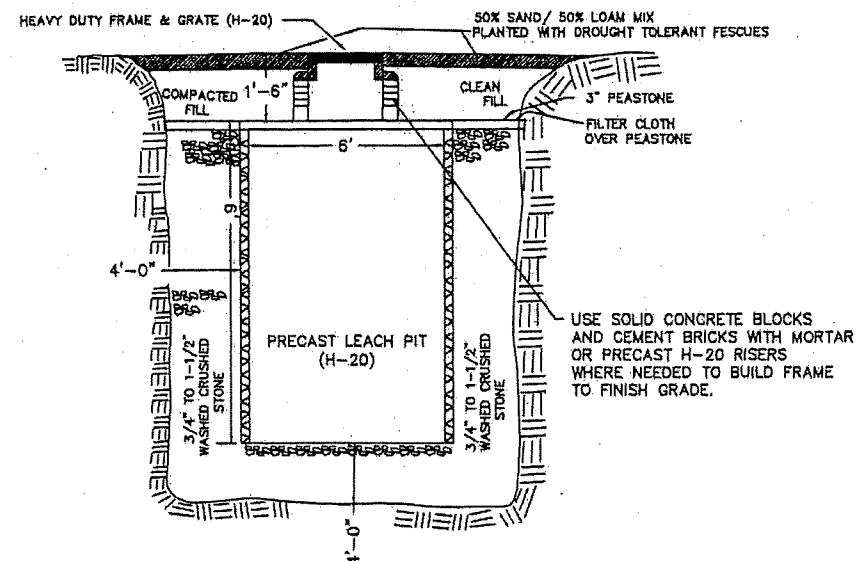 HEAVY DUTY FRAME & GRATE (H-20)
50% SAND/ 50% LOAM MIX
PLANTED WITH DROUGHT TOLERANT FESCUES
COMPACTED
FILL
1'-6"
CLEAN
FILL
3" PEASTONE
FILTER CLOTH
OVER PEASTONE
6'
4'-0"
PRECAST LEACH PIT
(H-20)
3/4" TO 1-1/2"
WASHED CRUSHED
STONE
3/4" TO 1-1/2"
WASHED CRUSHED
STONE
USE SOLID CONCRETE BLOCKS
AND CEMENT BRICKS WITH MORTAR
OR PRECAST H-20 RISERS
WHERE NEEDED TO BUILD FRAME
TO FINISH GRADE.
4'-0"